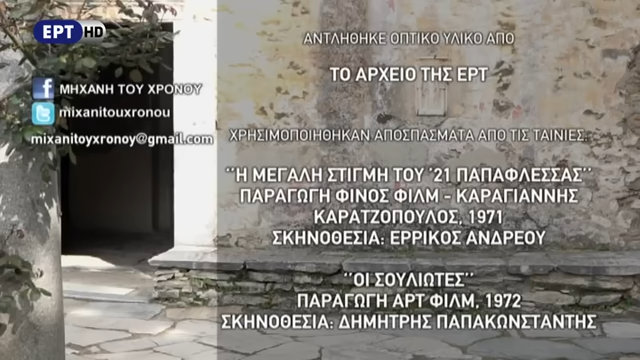 ΕΡΤ HD
ΑΝΤΛΗΘΗΚΕ ΟΠΤΙΚΟ ΥΛΙΚΟ ΑΠΟ
ΤΟ ΑΡΧΕΙΟ ΤΗΣ ΕΡΤ
f ΜΗΧΑΝΗ ΤΟΥ ΧΡΟΝΟΥ
mixanitouxronou
mixanitoyxronoy@gmail.com
ΧΡΗΣΙΜΟΠΟΙΗΘΗΚΑΝ ΑΠΟΣΠΑΣΜΑΤΑ ΑΠΟ ΤΙΣ ΤΑΙΝΙΕΣ:
''Η ΜΕΓΑΛΗ ΣΤΙΓΜΗ ΤΟΥ '21 ΠΑΠΑΦΛΕΣΣΑΣ''
ΠΑΡΑΓΩΓΗ ΦΙΝΟΣ ΦΙΛΜ - ΚΑΡΑΓΙΑΝΝΗΣ
ΚΑΡΑΤΖΟΠΟΥΛΟΣ, 1971
ΣΚΗΝΟΘΕΣΙΑ: ΕΡΡΙΚΟΣ ΑΝΔΡΕΟΥ
''ΟΙ ΣΟΥΛΙΩΤΕΣ''
ΠΑΡΑΓΩΓΗ ΑΡΤ ΦΙΛΜ, 1972
ΣΚΗΝΟΘΕΣΙΑ: ΔΗΜΗΤΡΗΣ ΠΑΠΑΚΩΝΣΤΑΝΤΗΣ